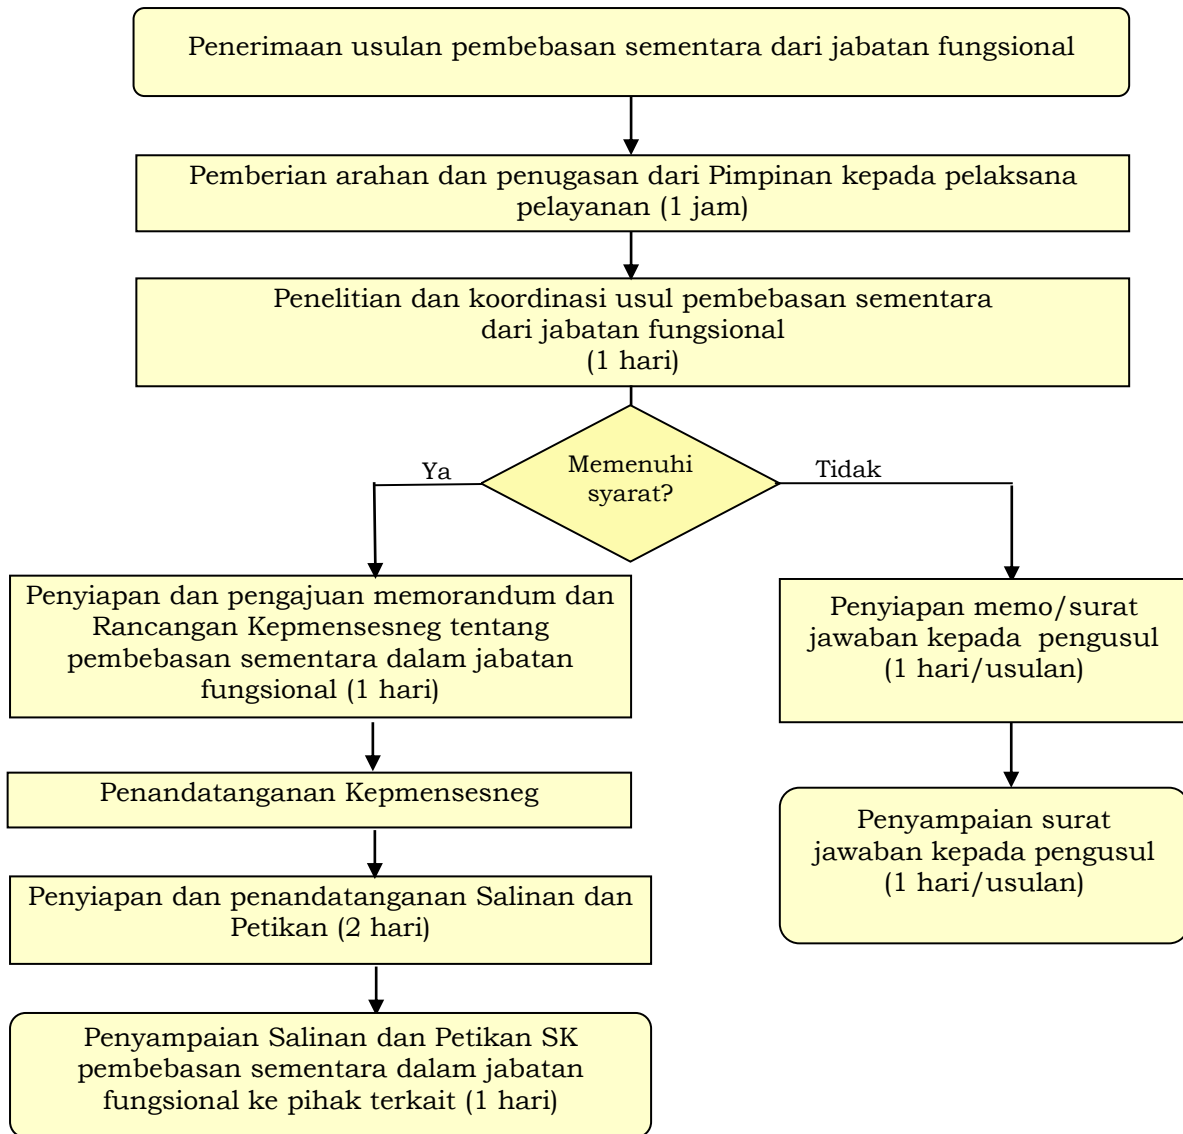 Penerimaan usulan pembebasan sementara dari jabatan fungsional
Pemberian arahan dan penugasan dari Pimpinan kepada pelaksana
pelayanan (1 jam)
Penelitian dan koordinasi usul pembebasan sementara
dari jabatan fungsional
(1 hari)
Memenuhi
syarat?
Ya
Tidak
Penyiapan dan pengajuan memorandum dan
Rancangan Kepmensesneg tentang
pembebasan sementara dalam jabatan
fungsional (1 hari)
Penandatanganan Kepmensesneg
Penyiapan dan penandatanganan Salinan dan
Petikan (2 hari)
Penyampaian Salinan dan Petikan SK
pembebasan sementara dalam jabatan
fungsional ke pihak terkait (1 hari)
Penyiapan memo/surat
jawaban kepada  pengusul
(1 hari/usulan)
Penyampaian surat
jawaban kepada pengusul
(1 hari/usulan)